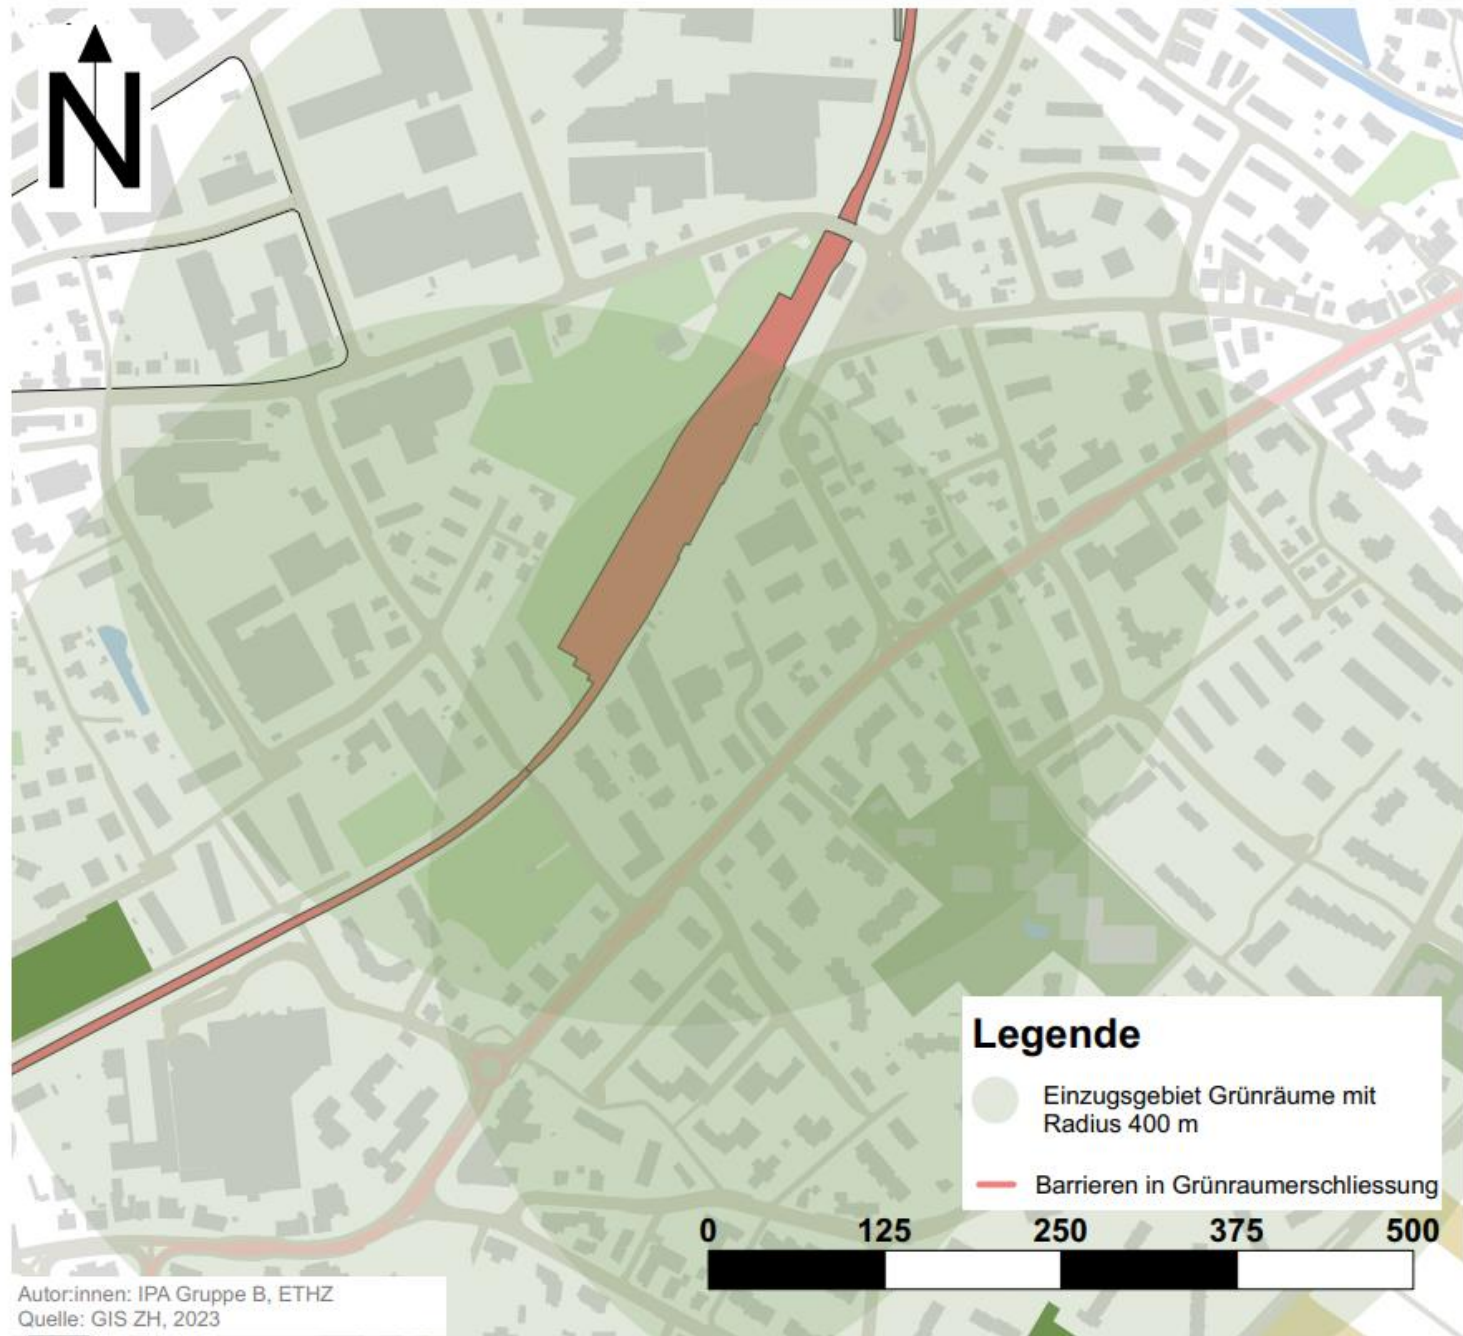 N
Legende
Einzugsgebiet Grünräume mit
Radius 400 m
Barrieren in Grünraumerschliessung
0 125 250 375 500
Autor:innen: IPA Gruppe B, ETHZ
Quelle: GIS ZH, 2023